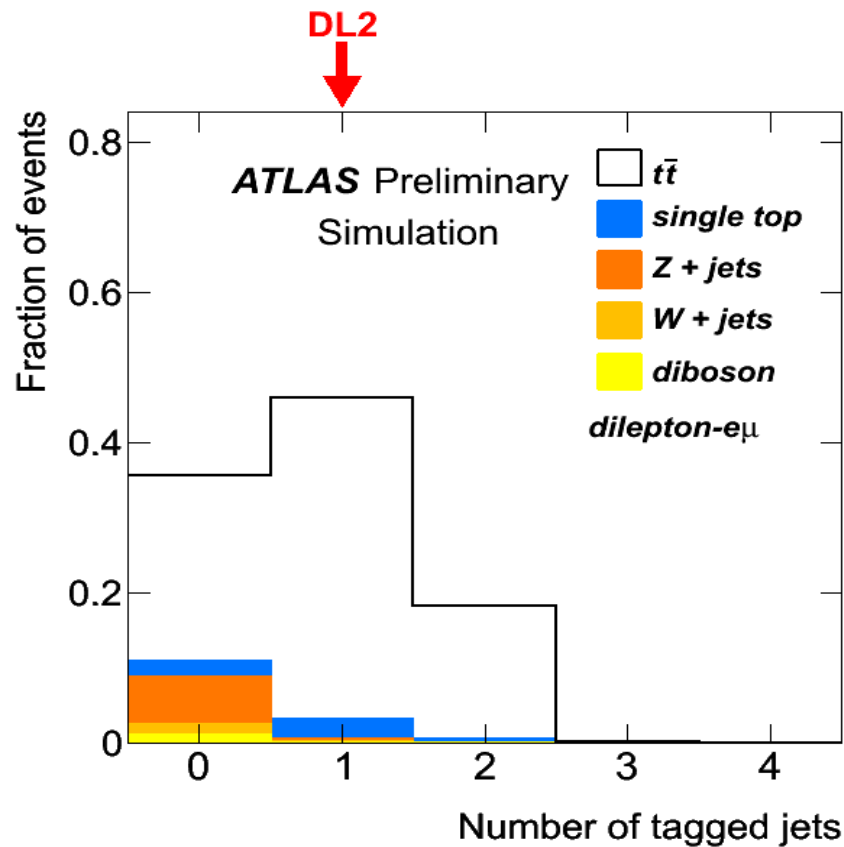 DL2
Fraction of events
0.8
0.6
0.4
0.2
0
ATLAS Preliminary
Simulation
tt̄
single top
Z + jets
W + jets
diboson
dilepton-eμ
0 1 2 3 4
Number of tagged jets